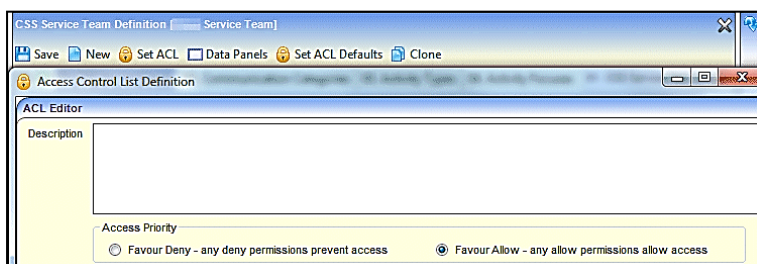 CSS Service Team Definition [ Service Team]
Save New Set ACL Data Panels Set ACL Defaults Clone
Access Control List Definition
ACL Editor
Description
Access Priority
Favour Deny - any deny permissions prevent access Favour Allow - any allow permissions allow access